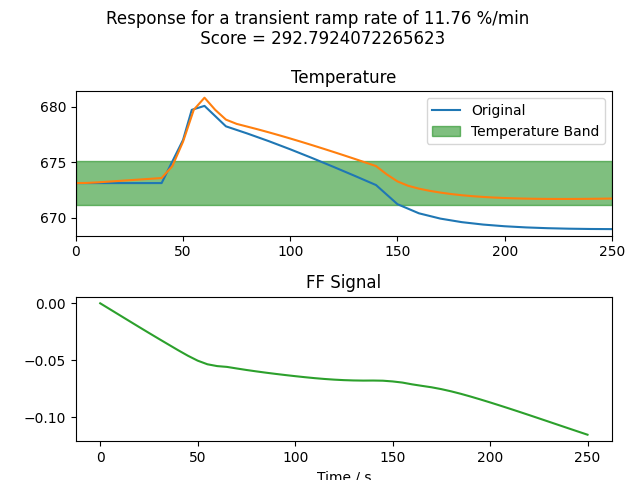 Response for a transient ramp rate of 11.76 %/min
Score = 292.7924072265623
Temperature
680
675
670
Original
Temperature Band
0 50 100 150 200 250
FF Signal
0.00
−0.05
−0.10
0 50 100 150 200 250
Time / s